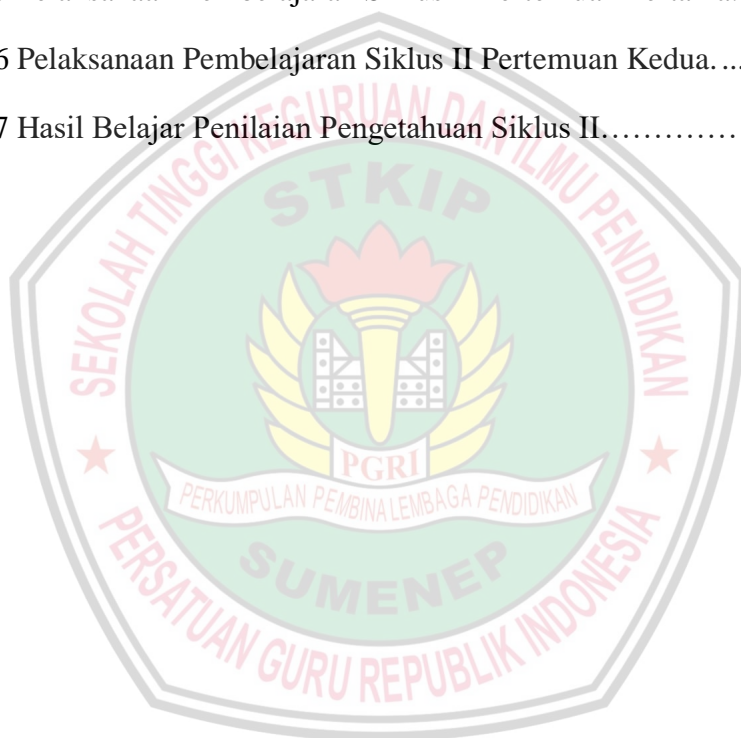 6 Pelaksanaan Pembelajaran Siklus II Pertemuan Kedua. ...
7 Hasil Belajar Penilaian Pengetahuan Siklus II.............
SEKOLAH TINGGI KEGURUAN DAN ILMU PENDIDIKAN
STKIP
PGRI
PERKUMPULAN PEMBINA LEMBAGA PENDIDIKAN
SUMENEP
PERSATUAN GURU REPUBLIK INDONESIA